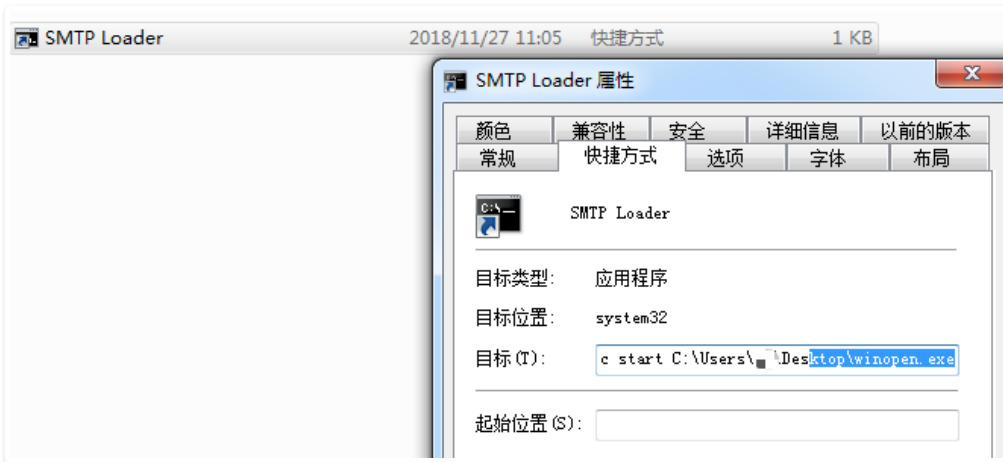 SMTP Loader 2018/11/27 11:05 快捷方式 1 KB
SMTP Loader 属性
颜色 兼容性 安全 详细信息 以前的版本
常规 快捷方式 选项 字体 布局
C:\
SMTP Loader
目标类型: 应用程序
目标位置: system32
目标(T): c start C:\Users\ \Desktop\winopen.exe
起始位置(S):